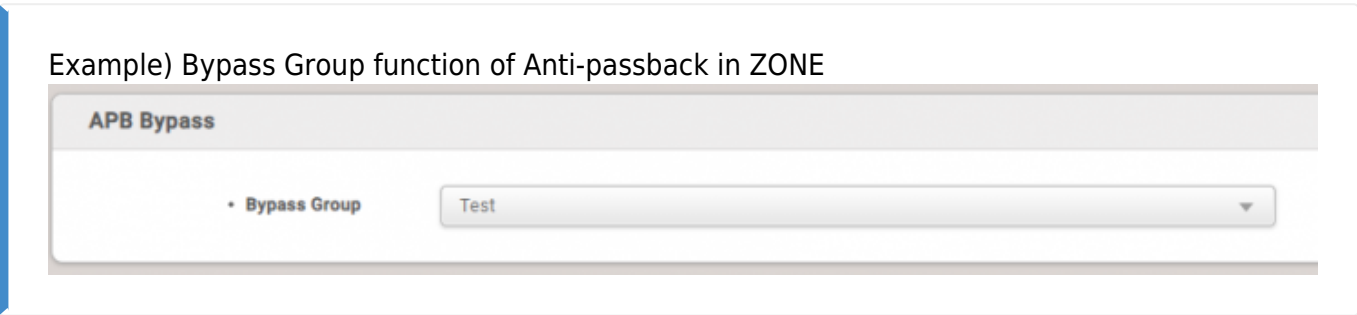 Example) Bypass Group function of Anti-passback in ZONE
APB Bypass
• Bypass Group Test